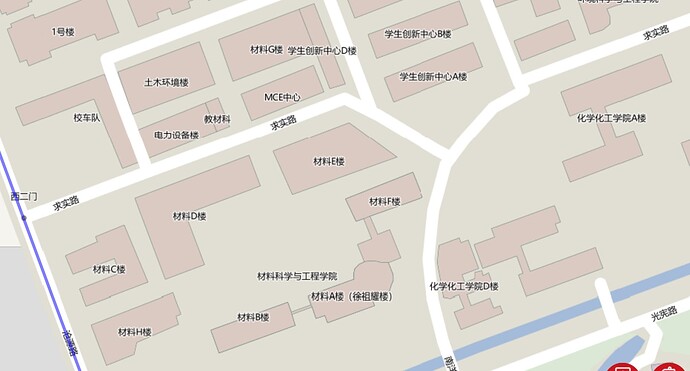 1号楼
材料G楼
学生创新中心D楼
学生创新中心B楼
求实路
土木环境楼
学生创新中心A楼
MCE中心
校车队
教材科
电力设备楼
求实路
化学化工学院A楼
材料E楼
西二门
求实路
材料D楼
材料F楼
材料C楼
材料科学与工程学院
化学化工学院D楼
材料A楼（徐祖耀楼）
材料B楼
材料H楼
光宪路